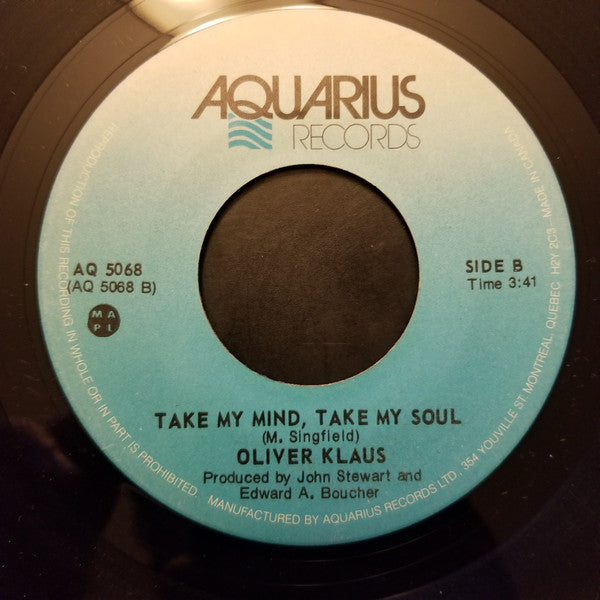 AQUARIUS
RECORDS
AQ 5068
(AQ 5068 B)
MA
PL
SIDE B
Time 3:41
TAKE MY MIND, TAKE MY SOUL
(M. Singfield)
OLIVER KLAUS
Produced by John Stewart and
Edward A. Boucher
REPRODUCTION OF THIS RECORDING IN WHOLE OR IN PART IS PROHIBITED. MANUFACTURED BY AQUARIUS RECORDS LTD. 354 YOUVILLE ST. MONTREAL, QUEBEC H2Y 2C3 - MADE IN CANADA